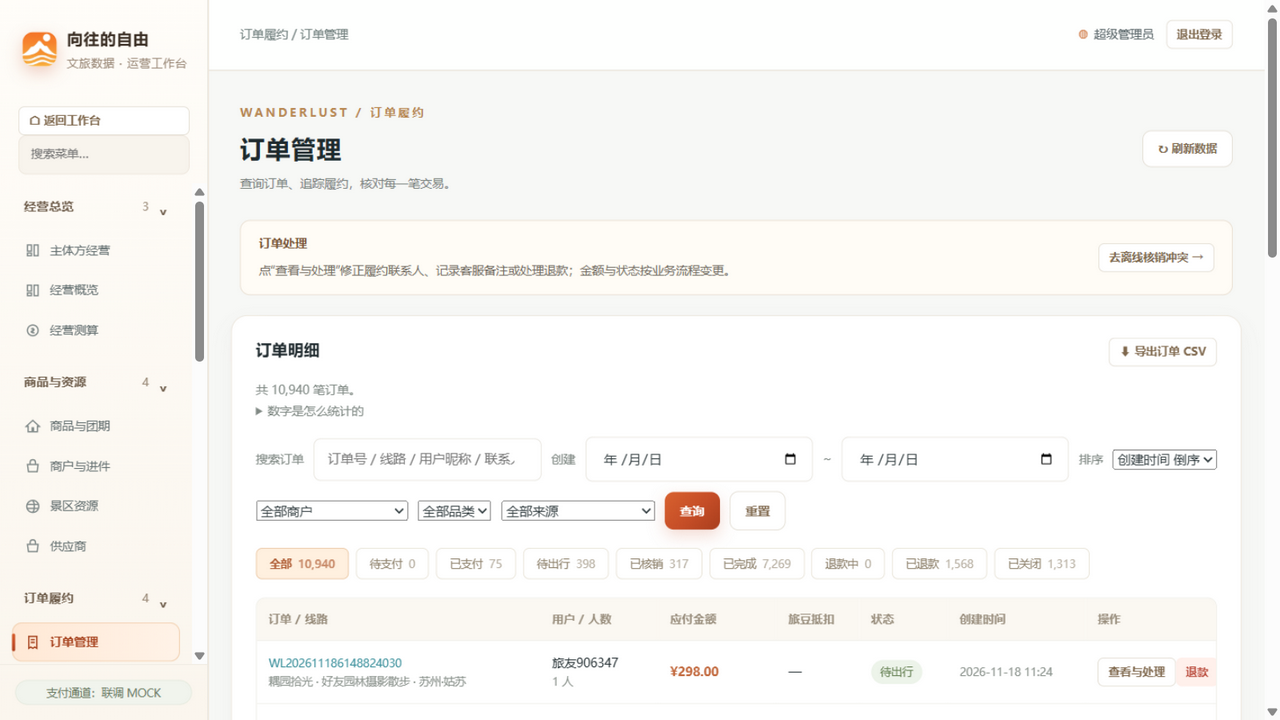 向往的自由
文旅数据 · 运营工作台
返回工作台
搜索菜单...
经营总览 3
主体方经营
经营概览
经营测算
商品与资源 4
商品与团期
商户与进件
景区资源
供应商
订单履约 4
订单管理
支付通道：联调 MOCK
订单履约 / 订单管理
超级管理员 退出登录
WANDERLUST / 订单履约
订单管理
刷新数据
查询订单、追踪履约，核对每一笔交易。
订单处理
点“查看与处理”修正履约联系人、记录客服备注或处理退款；金额与状态按业务流程变更。
去离线核销冲突 →
订单明细
导出订单 CSV
共 10,940 笔订单。
数字是怎么统计的
搜索订单 订单号 / 线路 / 用户昵称 / 联系. 创建 年 /月/日 ~ 年 /月/日 排序 创建时间 倒序
全部商户 全部品类 全部来源 查询 重置
全部 10,940 待支付 0 已支付 75 待出行 398 已核销 317 已完成 7,269 退款中 0 已退款 1,568 已关闭 1,313
订单 / 线路 用户 / 人数 应付金额 旅豆抵扣 状态 创建时间 操作
WL202611186148824030 旅友906347 ¥298.00 — 待出行 2026-11-18 11:24 查看与处理 退款
耦园拾光 · 好友园林摄影散步 · 苏州·姑苏 1 人